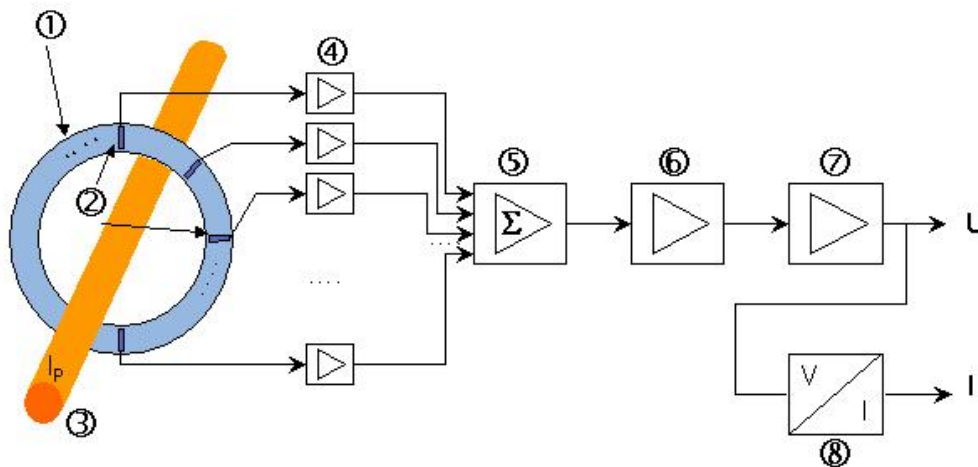 ①
④
②
⑤
⑥
⑦
Σ
U
I
P
③
V
I
I
⑧